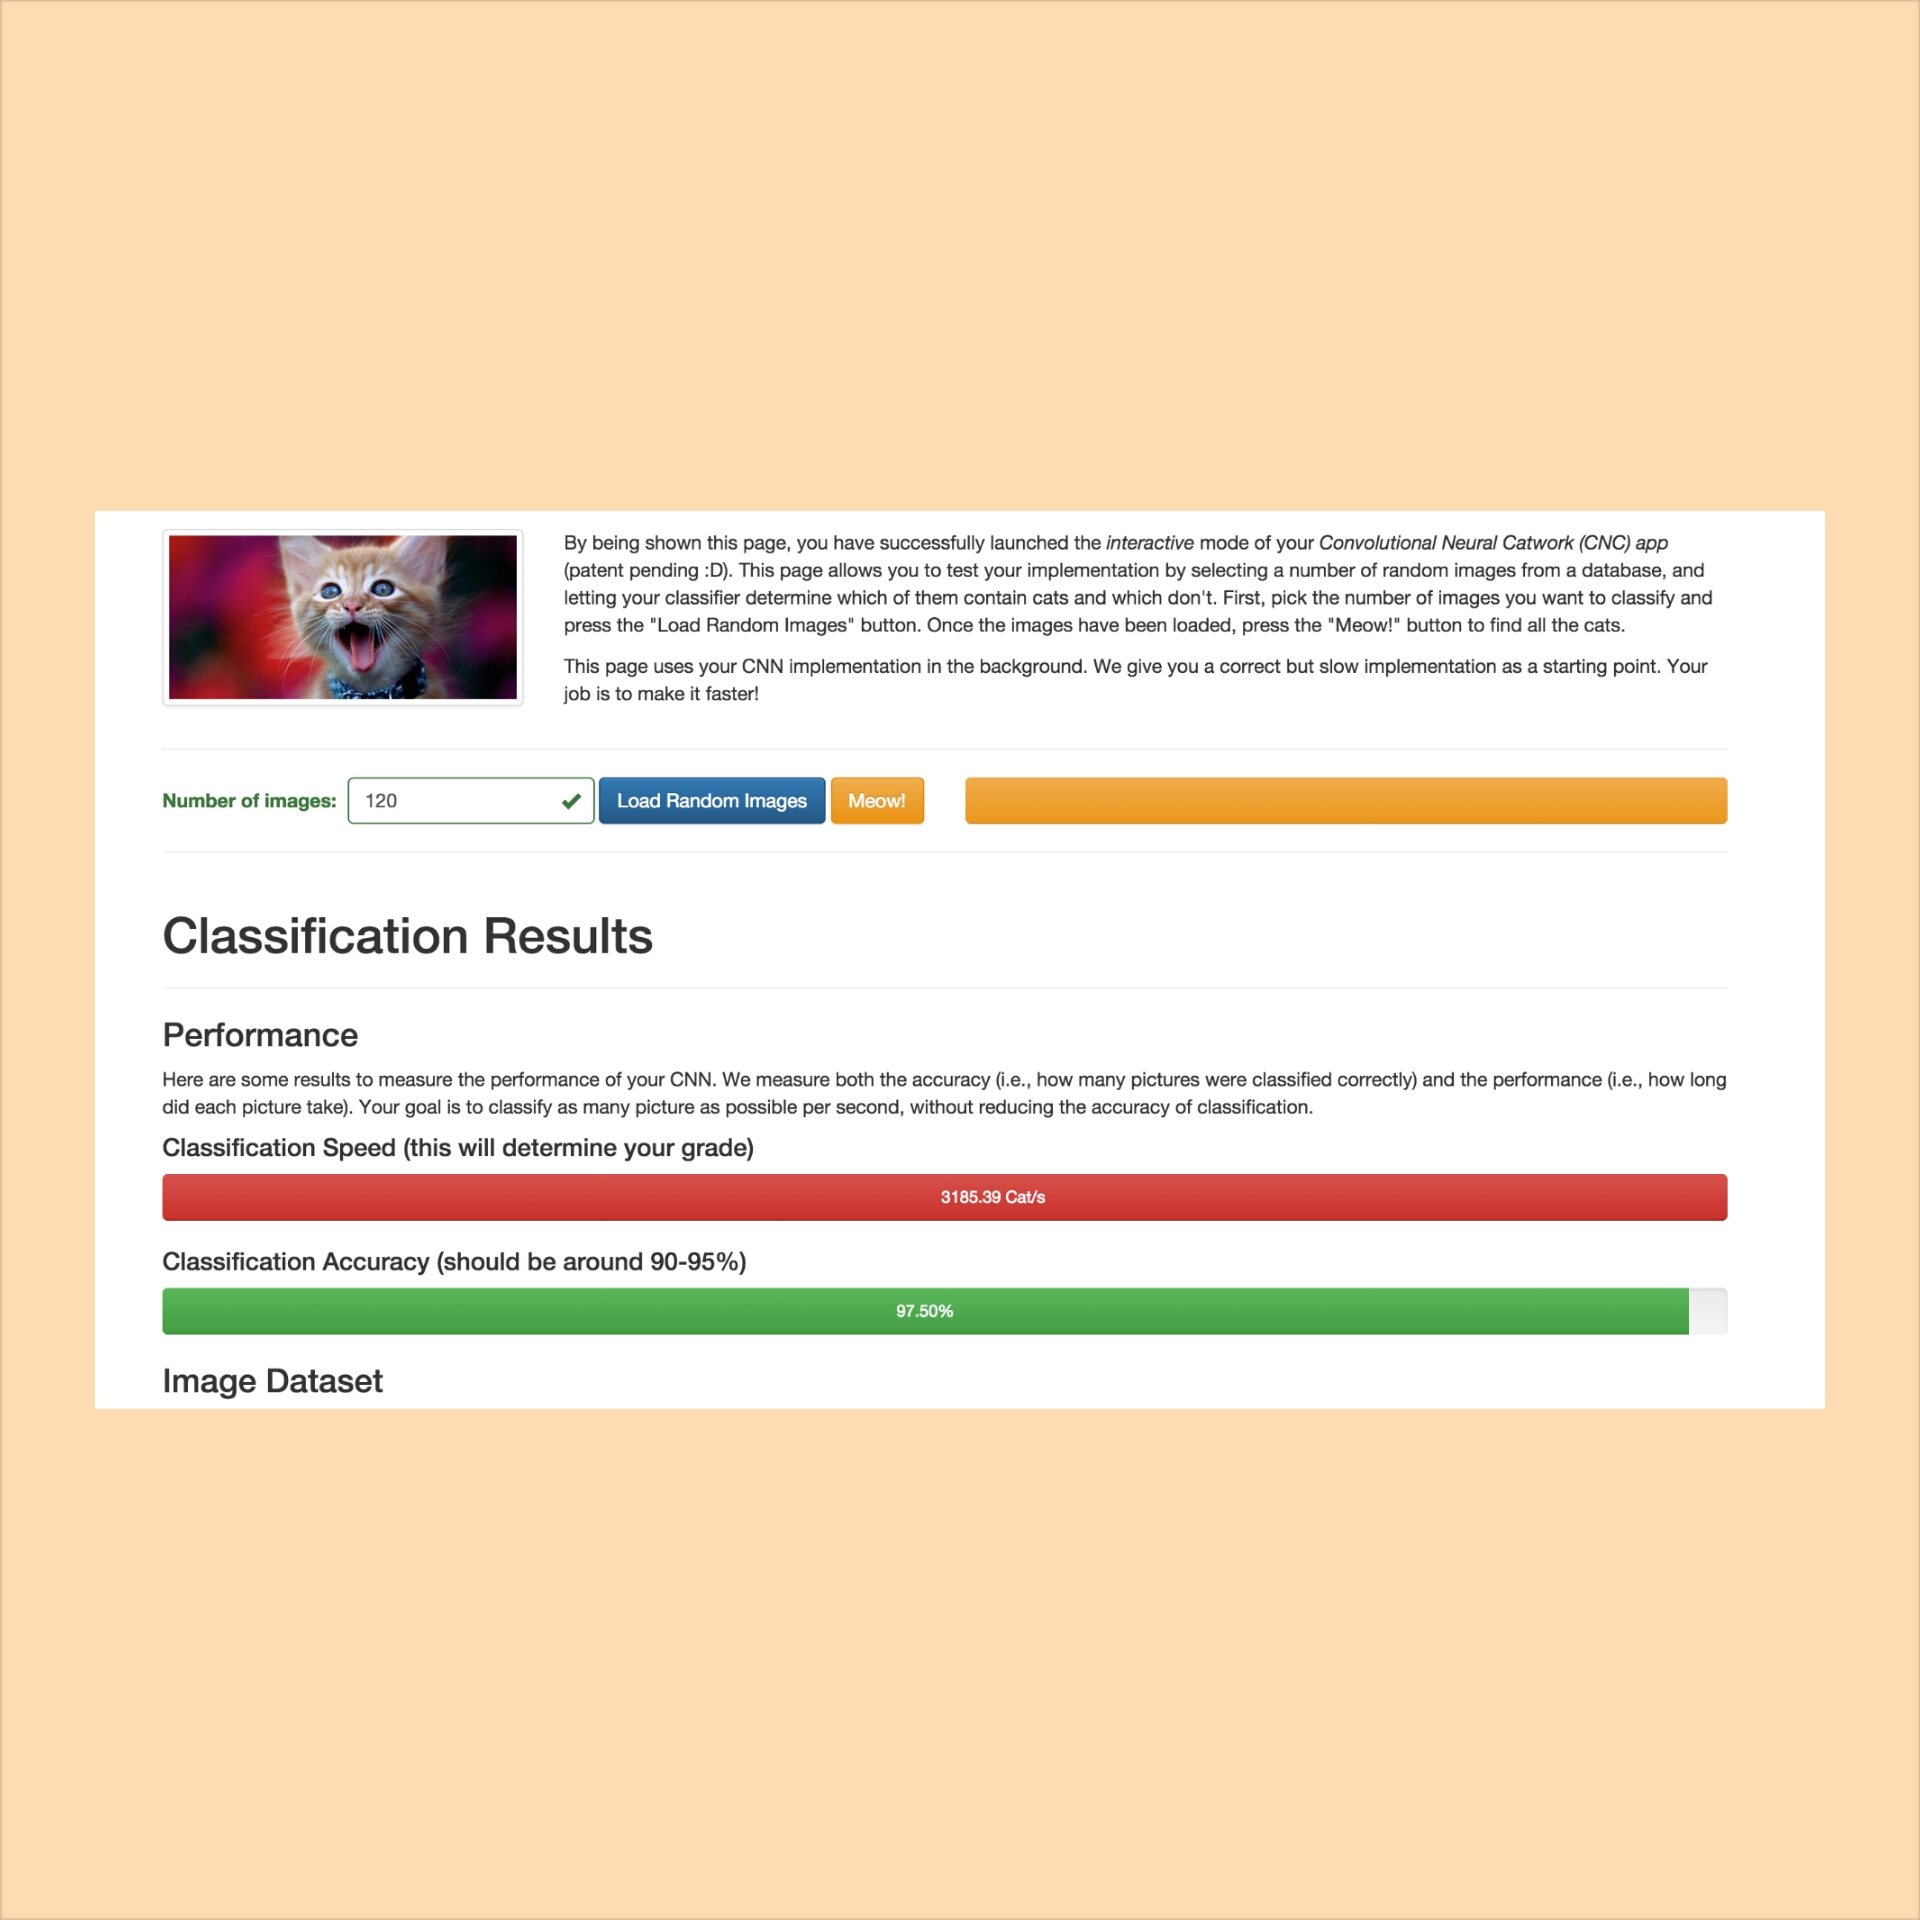 By being shown this page, you have successfully launched the interactive mode of your Convolutional Neural Catwork (CNC) app
(patent pending :D). This page allows you to test your implementation by selecting a number of random images from a database, and
letting your classifier determine which of them contain cats and which don't. First, pick the number of images you want to classify and
press the "Load Random Images" button. Once the images have been loaded, press the "Meow!" button to find all the cats.
This page uses your CNN implementation in the background. We give you a correct but slow implementation as a starting point. Your
job is to make it faster!
Number of images: 120 Load Random Images Meow!
Classification Results
Performance
Here are some results to measure the performance of your CNN. We measure both the accuracy (i.e., how many pictures were classified correctly) and the performance (i.e., how long
did each picture take). Your goal is to classify as many picture as possible per second, without reducing the accuracy of classification.
Classification Speed (this will determine your grade)
3185.39 Cat/s
Classification Accuracy (should be around 90-95%)
97.50%
Image Dataset